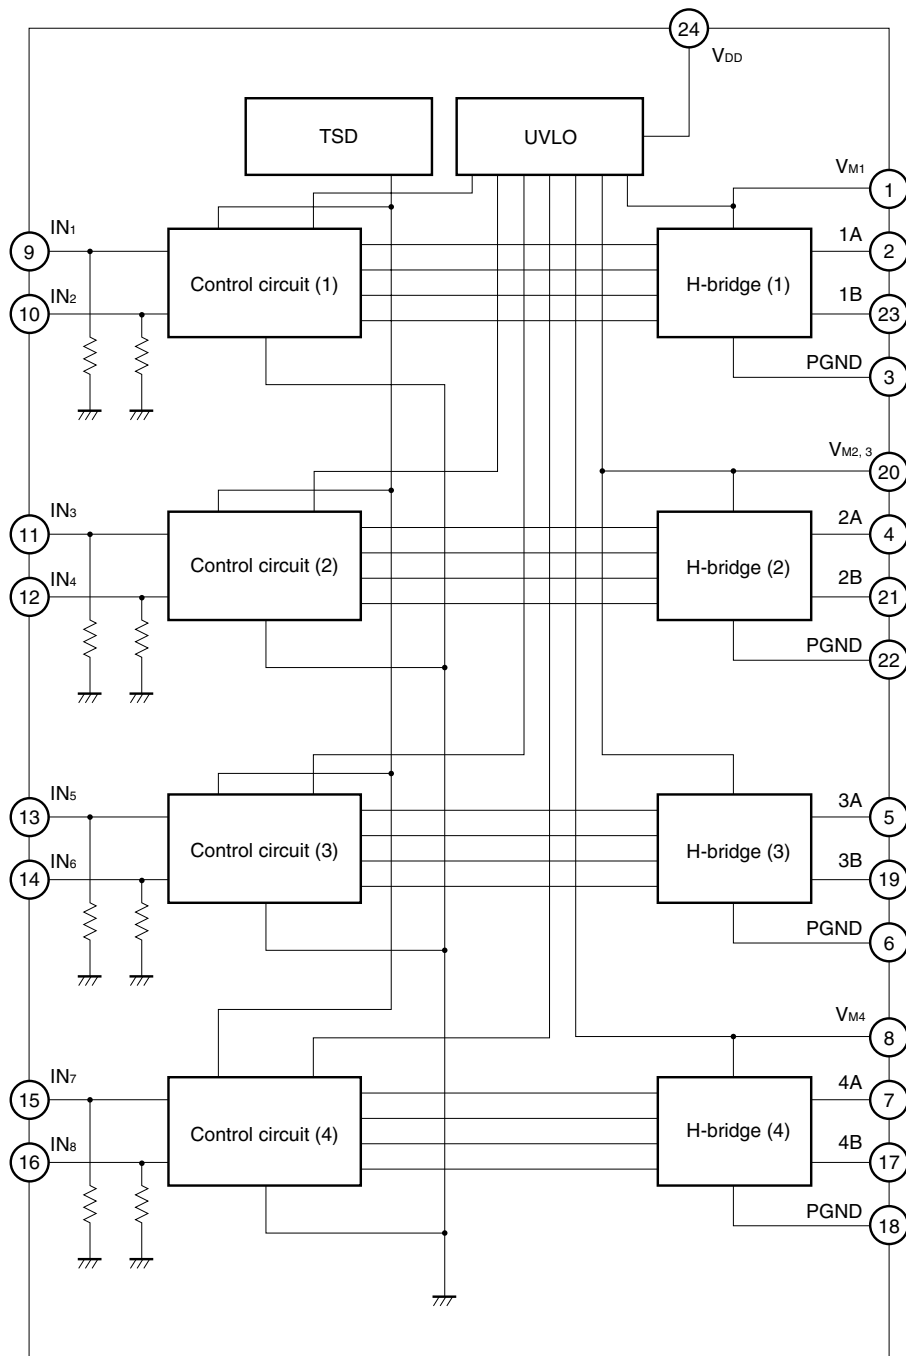 24
VDD
TSD
UVLO
VM1
1
IN1
9
1A
2
Control circuit (1)
H-bridge (1)
IN2
10
1B
23
PGND
3
VM2, 3
20
IN3
11
2A
4
Control circuit (2)
H-bridge (2)
IN4
12
2B
21
PGND
22
IN5
13
3A
5
Control circuit (3)
H-bridge (3)
IN6
14
3B
19
PGND
6
VM4
8
IN7
15
4A
7
Control circuit (4)
H-bridge (4)
IN8
16
4B
17
PGND
18